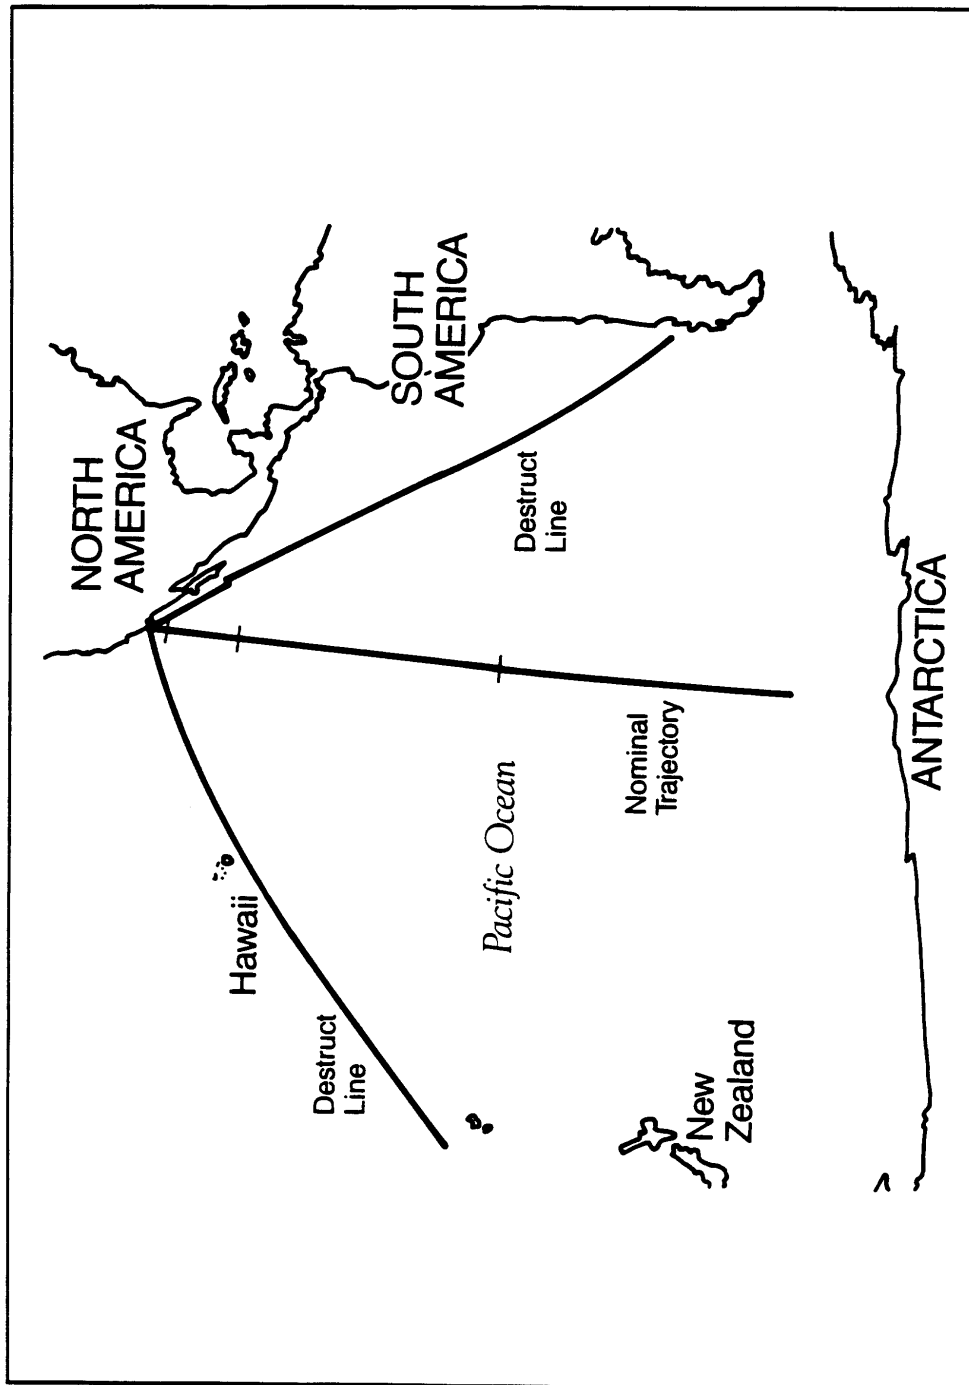 NORTH
AMERICA
SOUTH
AMERICA
Hawaii
Destruct
Line
Destruct
Line
Pacific Ocean
Nominal
Trajectory
New
Zealand
ANTARCTICA